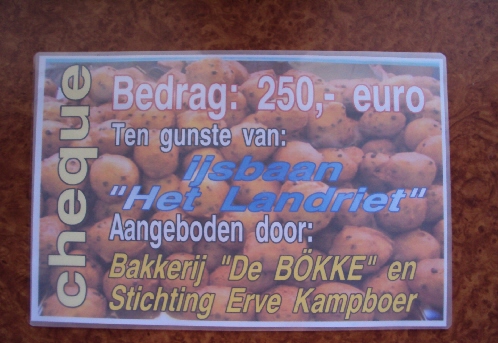 cheque
Bedrag: 250,- euro
Ten gunste van:
ijsbaan
"Het Landriet"
Aangeboden door:
Bakkerij "De BÖKKE" en
Stichting Erve Kampboer